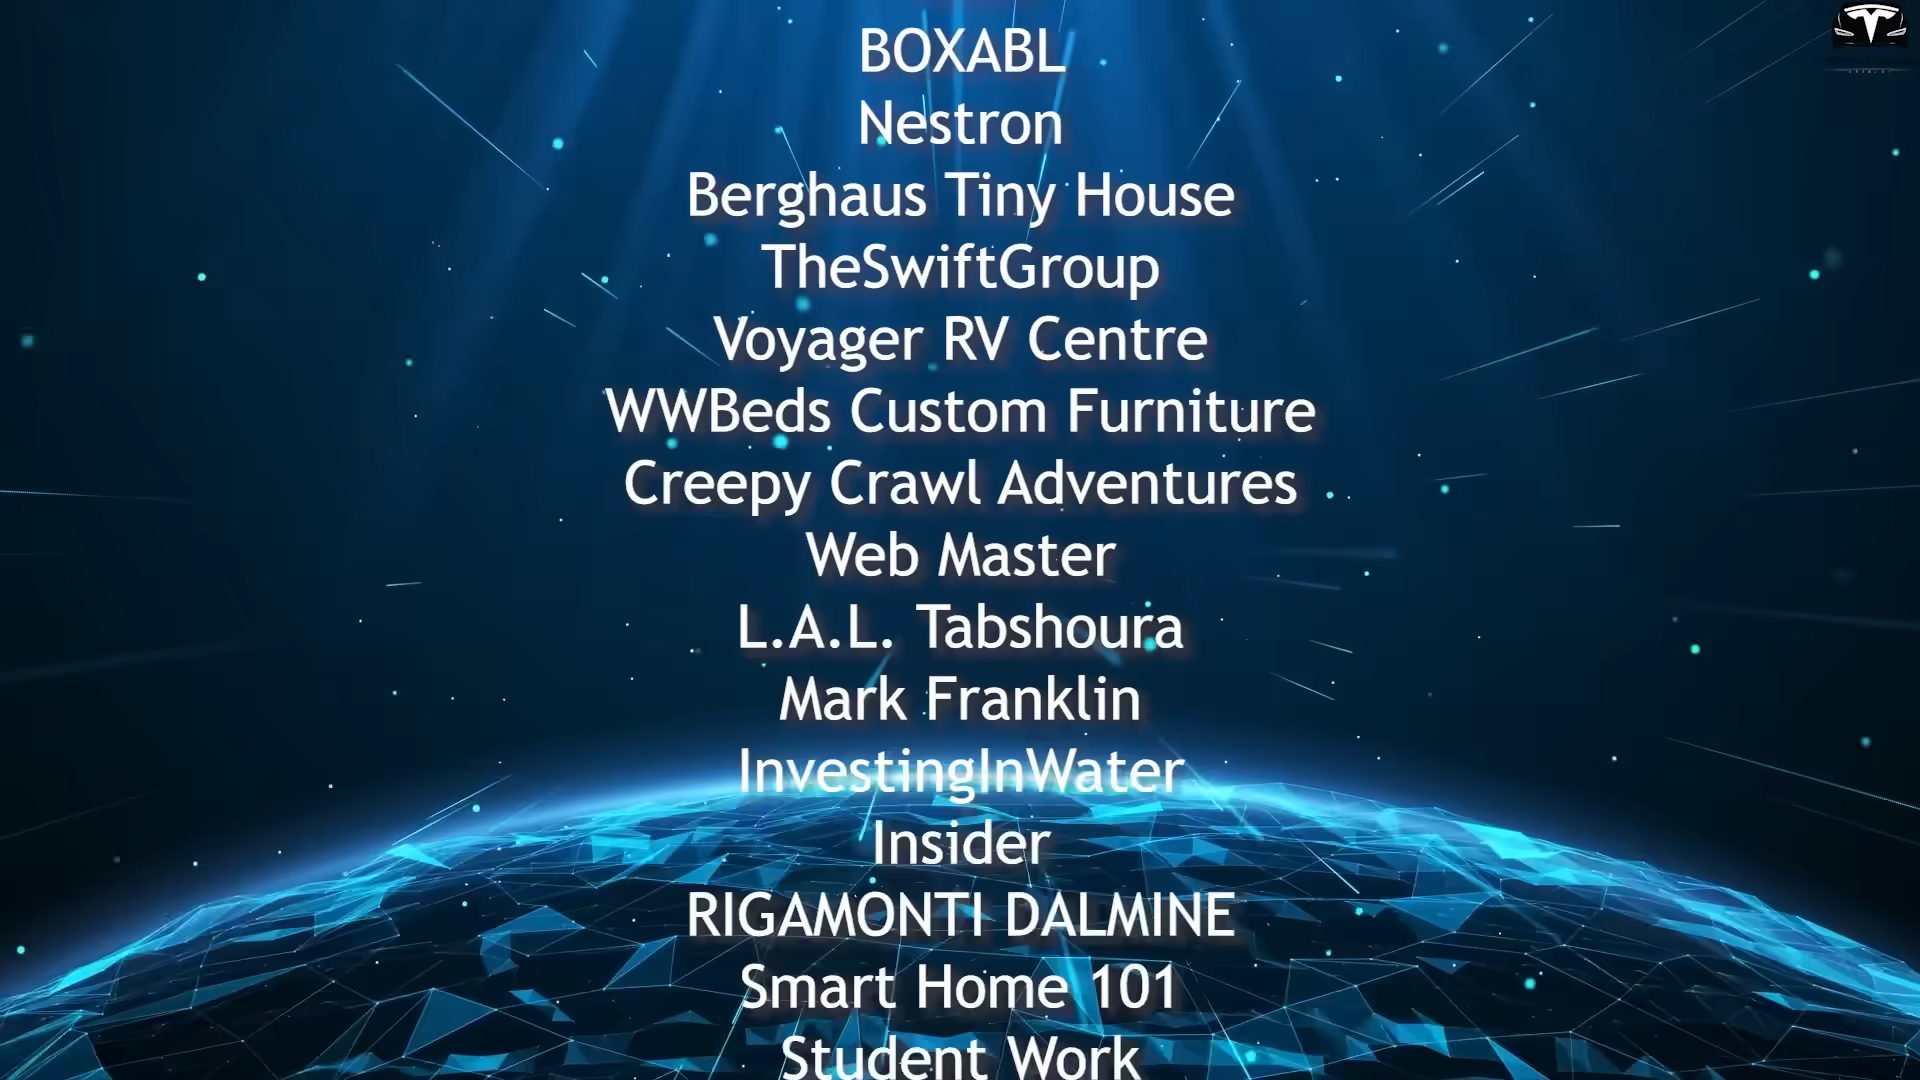 BOXABL
Nestron
Berghaus Tiny House
TheSwiftGroup
Voyager RV Centre
WWBeds Custom Furniture
Creepy Crawl Adventures
Web Master
L.A.L. Tabshoura
Mark Franklin
InvestingInWater
Insider
RIGAMONTI DALMINE
Smart Home 101
Student Work